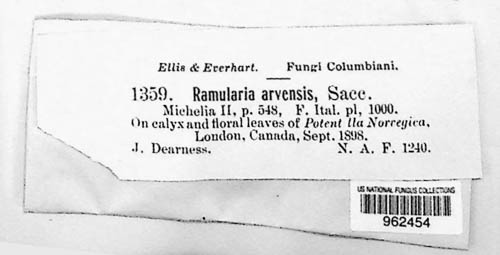 Ellis & Everhart. Fungi Columbiani.
1359. Ramularia arvensis, Sacc.
Michelia II, p. 548, F. Ital. pl, 1000.
On calyx and floral leaves of Potent lla Norregica,
London, Canada, Sept. 1898.
J. Dearness. N. A. F. 1240.
US NATIONAL FUNGUS COLLECTIONS
962454